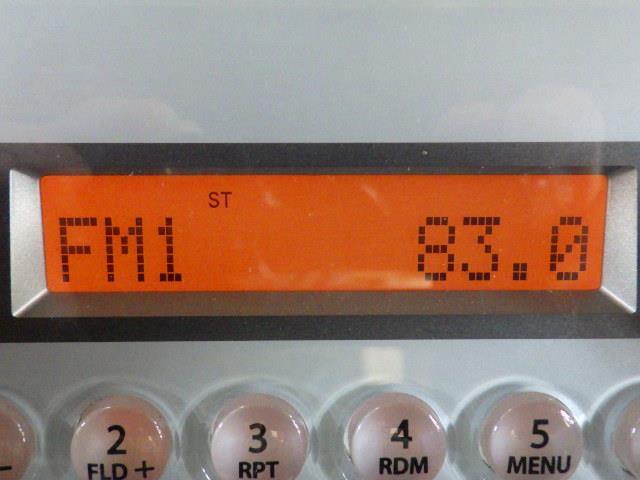 ST
FM1 83.0
2 3 4 5
FLD + RPT RDM MENU